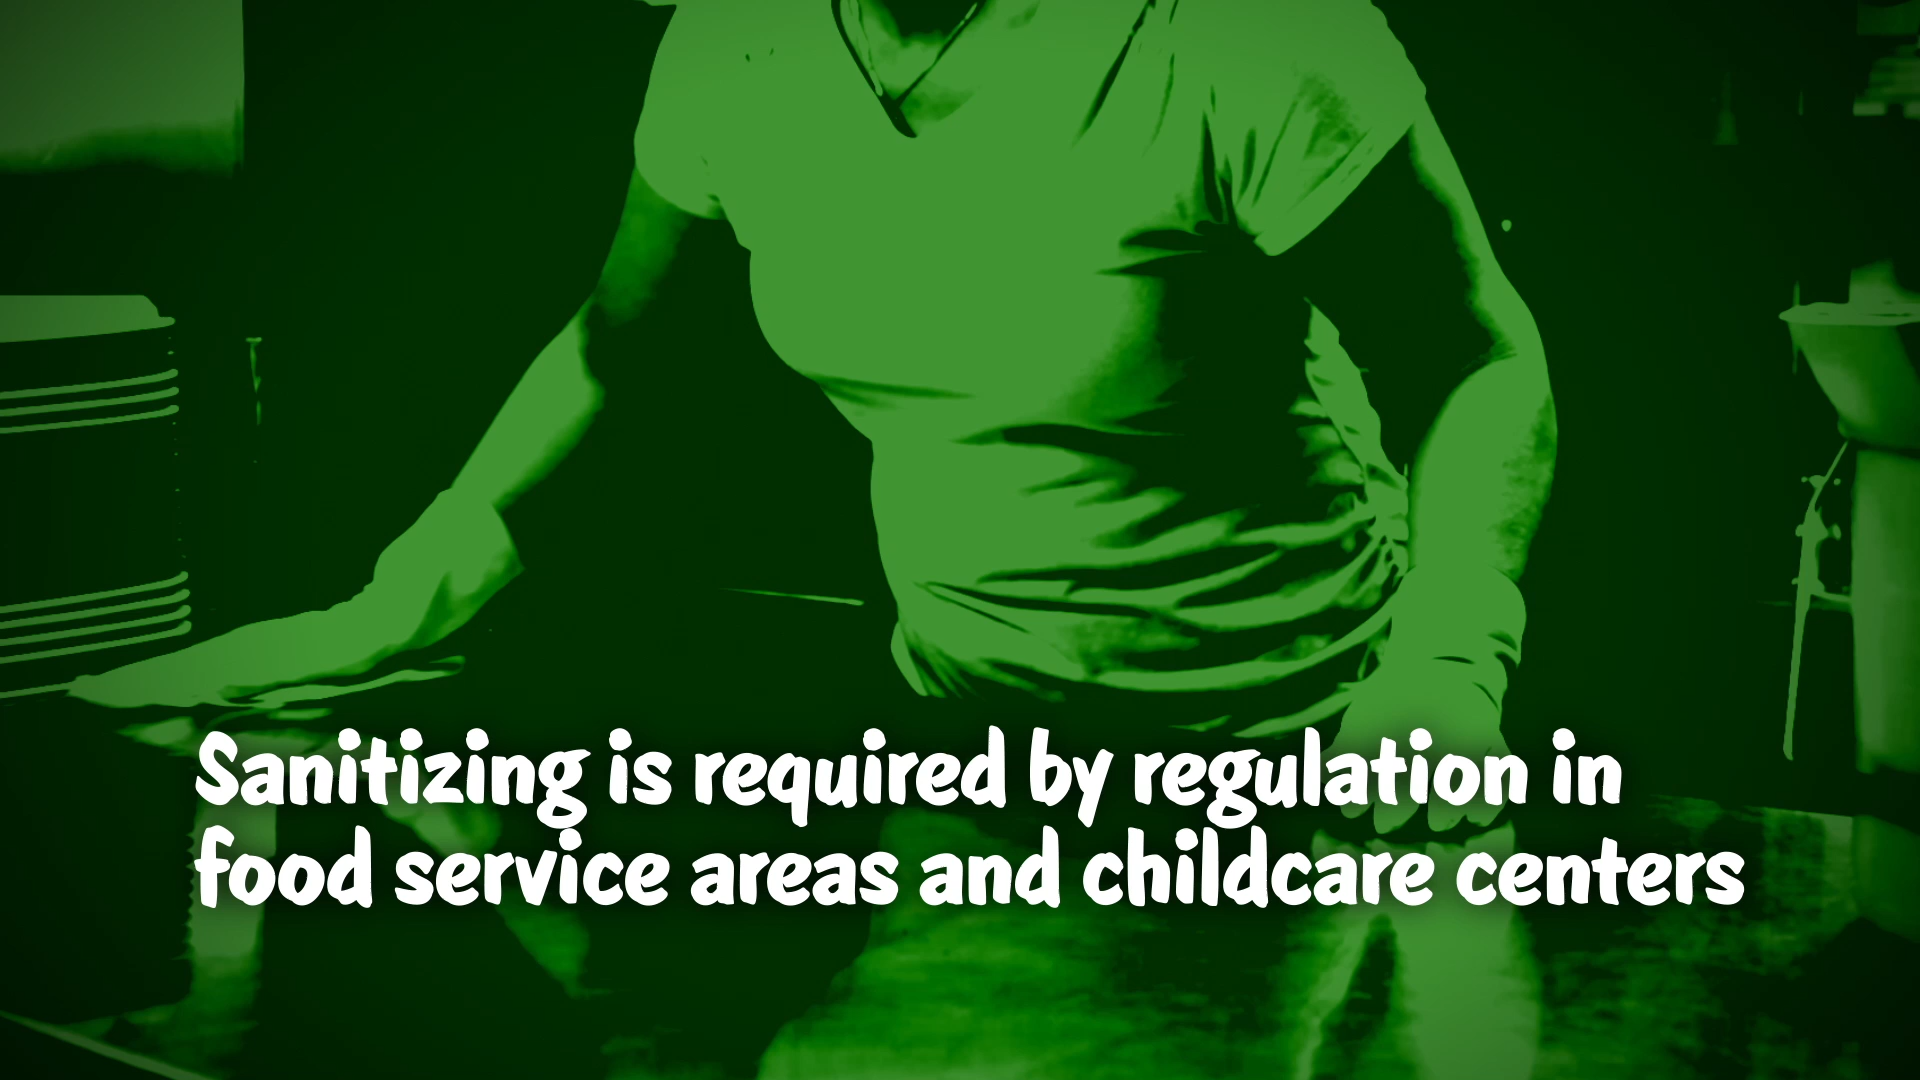 Sanitizing is required by regulation in
food service areas and childcare centers